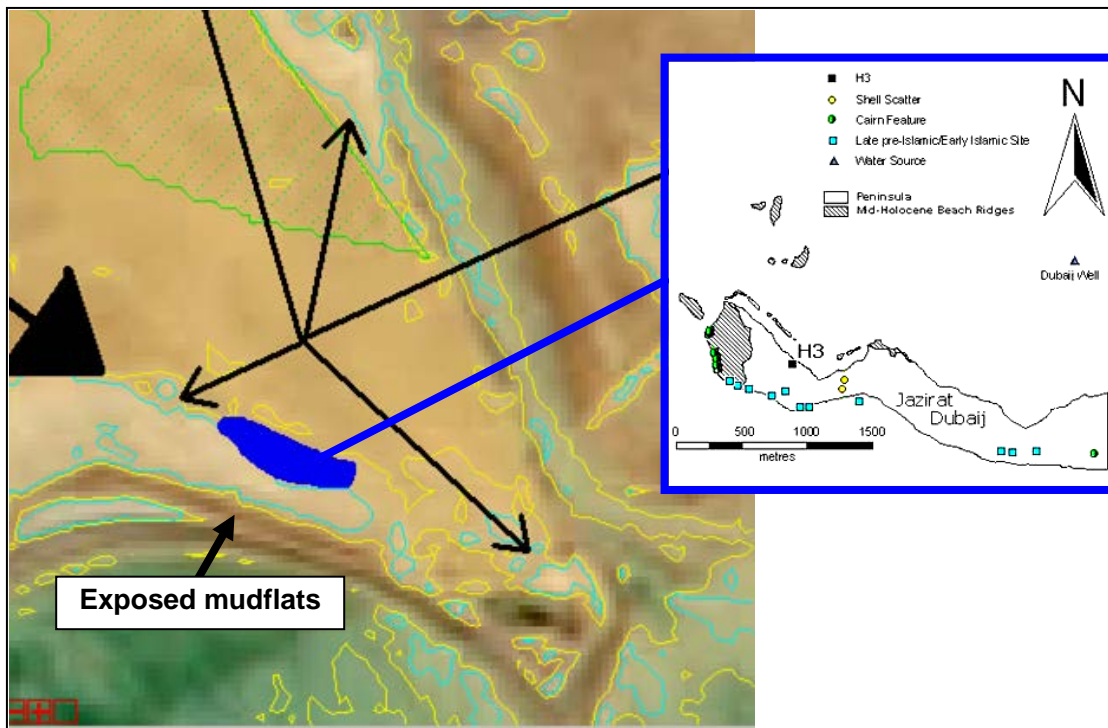 H3
Shell Scatter
Cairn Feature
Late pre-Islamic/Early Islamic Site
Water Source
Peninsula
Mid-Holocene Beach Ridges
N
Dubaij Well
H3
Jazirat
Dubaij
0 500 1000 1500
metres
Exposed mudflats